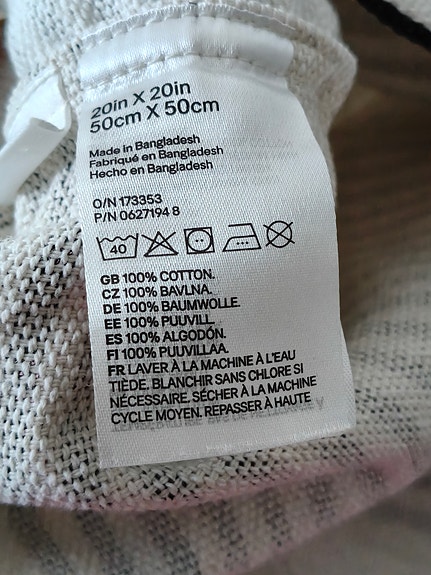 20in X 20in
50cm X 50cm
Made in Bangladesh
Fabriqué en Bangladesh
Hecho en Bangladesh
O/N 173353
P/N 0627194 8
40
GB 100% COTTON.
CZ 100% BAVLNA.
DE 100% BAUMWOLLE.
EE 100% PUUVILL.
ES 100% ALGODÓN.
FI 100% PUUVILLAA.
FR LAVER À LA MACHINE À L'EAU
TIÈDE. BLANCHIR SANS CHLORE SI
NÉCESSAIRE. SÉCHER À LA MACHINE
CYCLE MOYEN. REPASSER À HAUTE